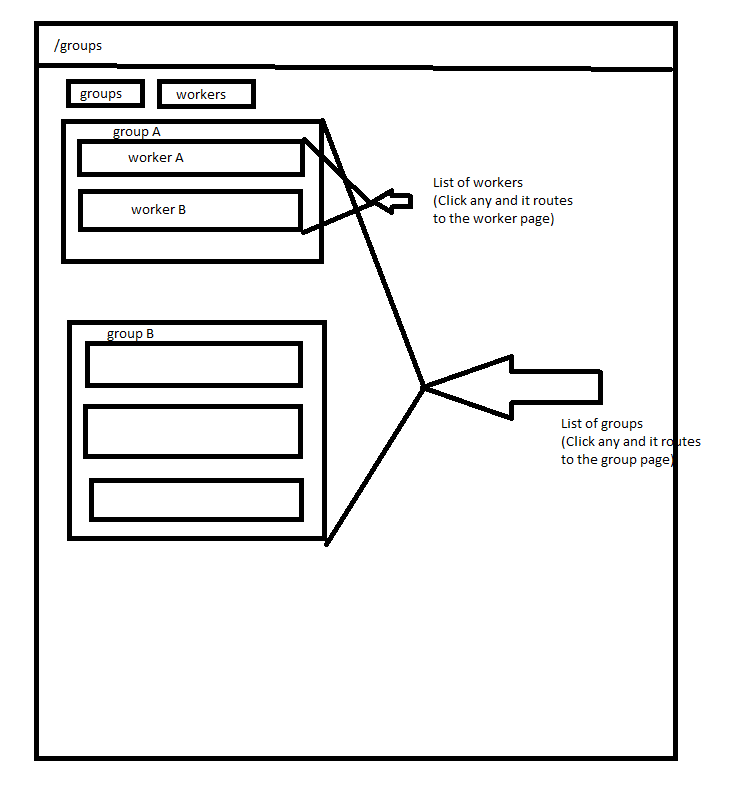 /groups
groups
workers
group A
worker A
worker B
List of workers
(Click any and it routes
to the worker page)
group B
List of groups
(Click any and it routes
to the group page)